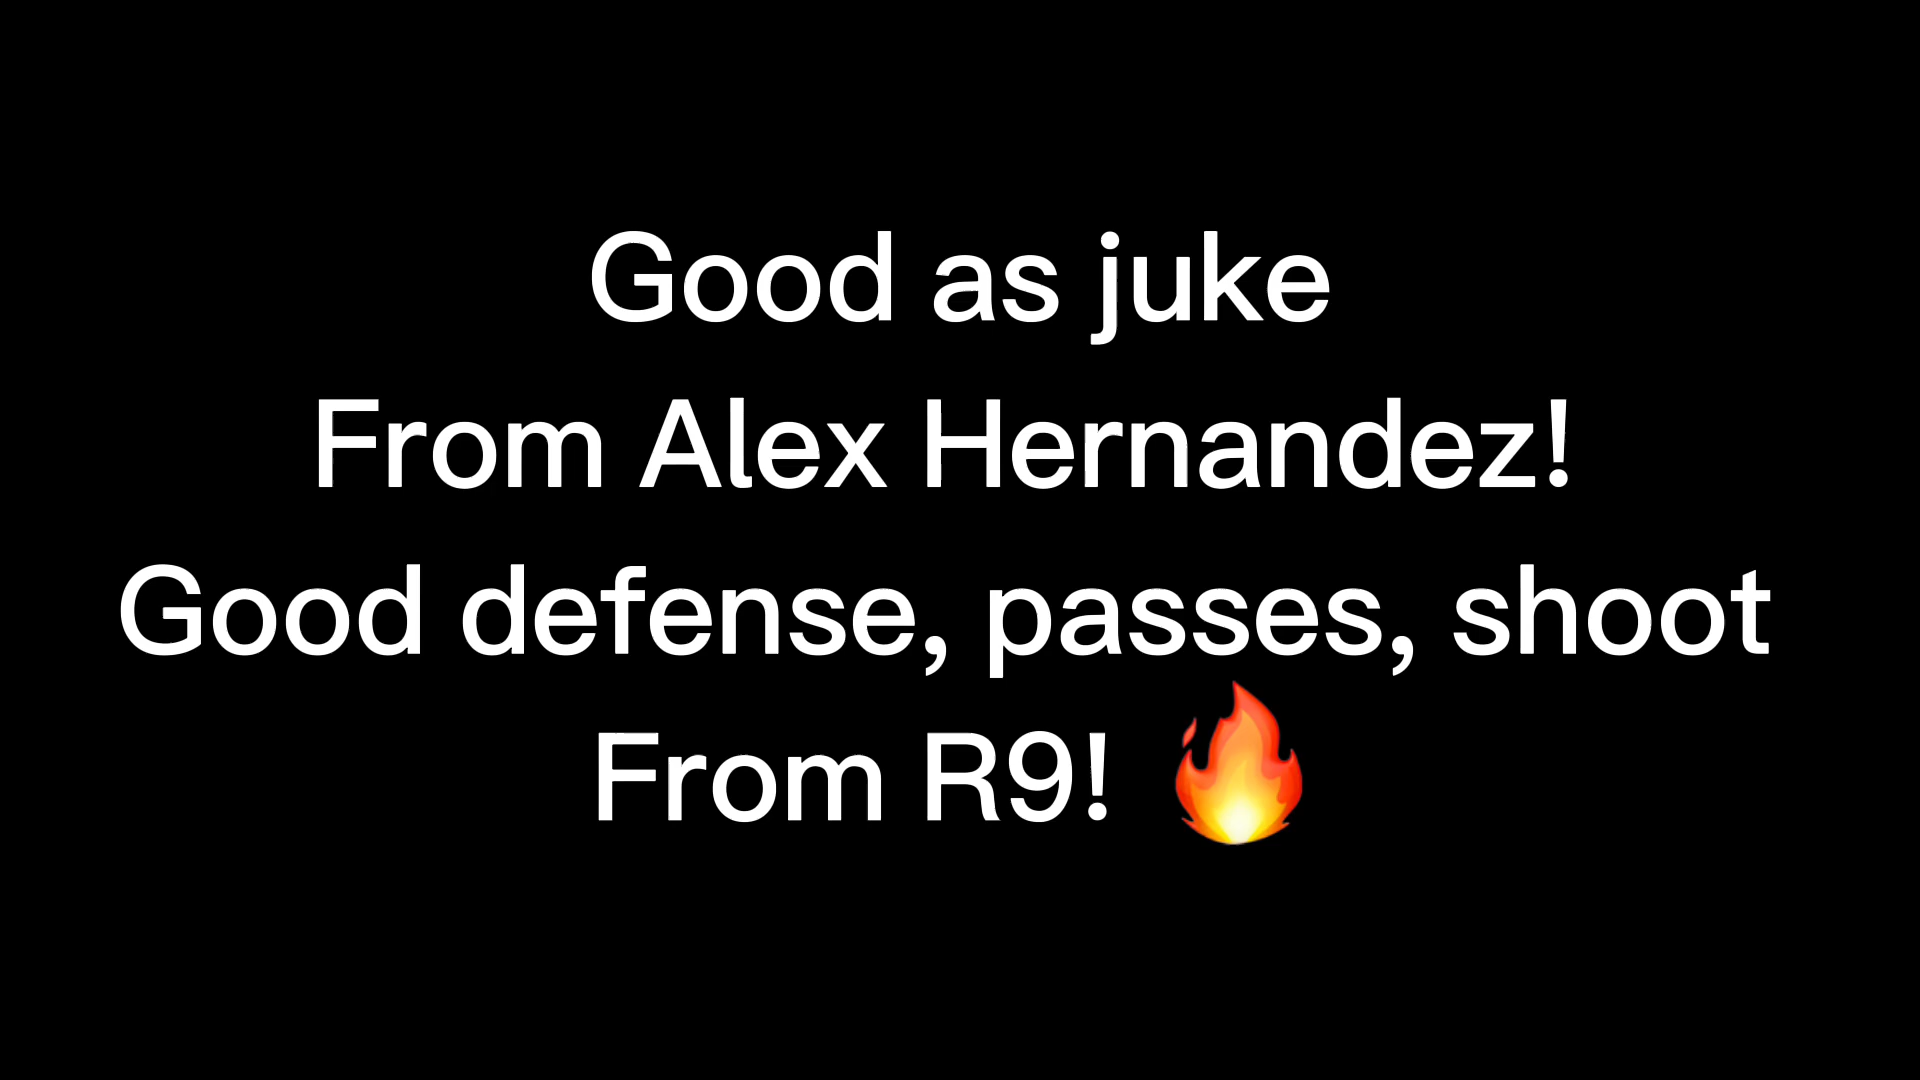 Good as juke
From Alex Hernandez!
Good defense, passes, shoot
From R9! 🔥